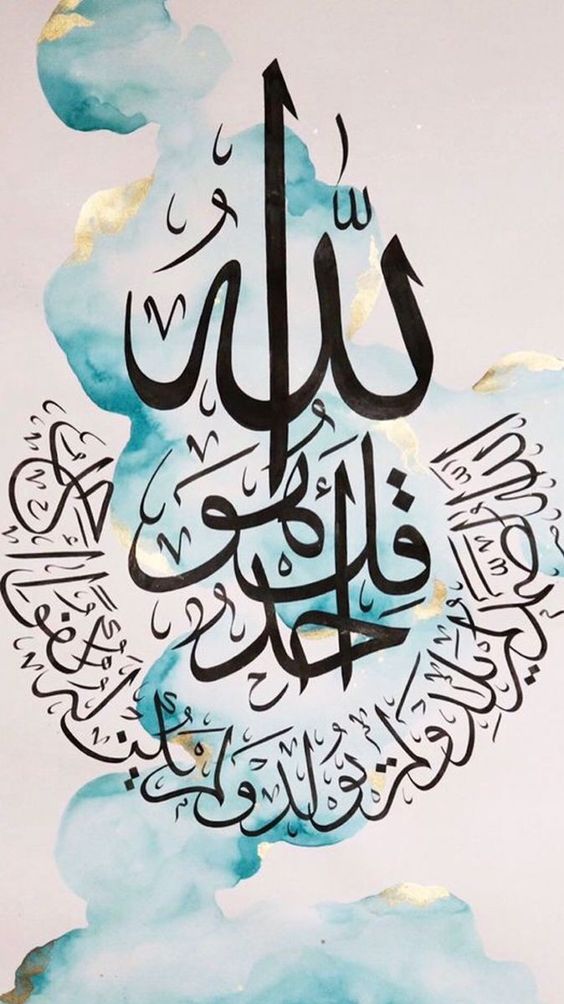 قُلْ هُوَ اللّٰهُ أَحَدٌ
اللّٰهُ الصَّمَدُ لَمْ يَلِدْ وَلَمْ يُولَدْ وَلَمْ يَكُنْ لَهُ كُفُوًا أَحَدٌ